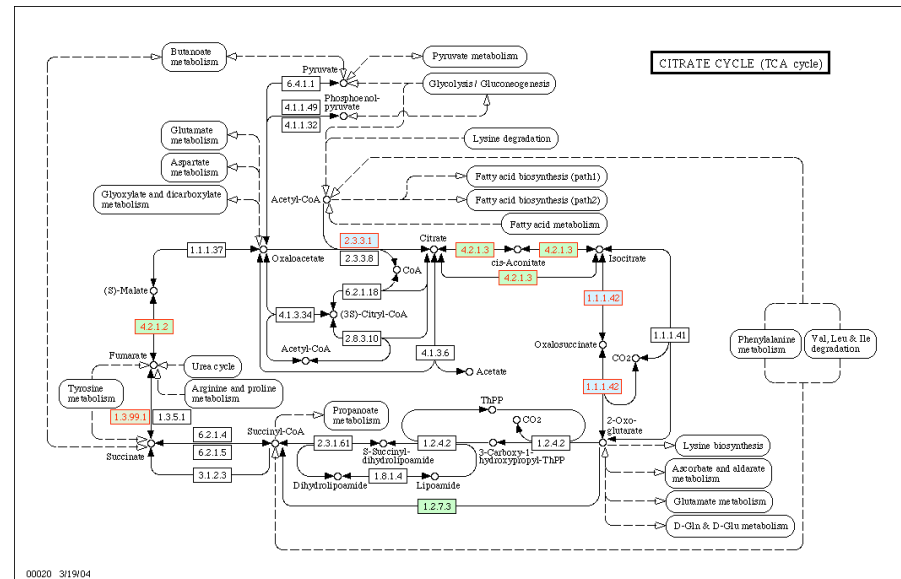 CITRATE CYCLE (TCA cycle)
Butanoate
metabolism
Pyruvate
Pyruvate metabolism
6.4.1.1
Glycolysis / Gluconeogenesis
Phosphoenol-
pyruvate
4.1.1.49
4.1.1.32
Glutamate
metabolism
Lysine degradation
Aspartate
metabolism
Fatty acid biosynthesis (path1)
Glyoxylate and dicarboxylate
metabolism
Acetyl-CoA
Fatty acid biosynthesis (path2)
Fatty acid metabolism
1.1.1.37
Oxaloacetate
2.3.3.1
2.3.3.8
Citrate
4.2.1.3
4.2.1.3
cis-Aconitate
4.2.1.3
Isocitrate
CoA
(S)-Malate
6.2.1.18
4.1.3.34
(3S)-Citryl-CoA
1.1.1.42
4.2.1.2
2.8.3.10
1.1.1.41
Oxalosuccinate
Phenylalanine
metabolism
Val, Leu & Ile
degradation
Fumarate
Acetyl-CoA
4.1.3.6
CO2
Urea cycle
Acetate
Tyrosine
metabolism
Arginine and proline
metabolism
1.1.1.42
1.3.99.1
1.3.5.1
Propanoate
metabolism
ThPP
CO2
2-Oxo-
glutarate
Succinyl-CoA
6.2.1.4
6.2.1.5
2.3.1.61
1.2.4.2
1.2.4.2
Succinate
S-Succinyl-
dihydrolipoamide
3-Carboxy-1-
hydroxypropyl-ThPP
Lysine biosynthesis
3.1.2.3
1.8.1.4
Dihydrolipoamide
Lipoamide
Ascorbate and aldarate
metabolism
1.2.7.3
Glutamate metabolism
D-Gln & D-Glu metabolism
00020 3/19/04